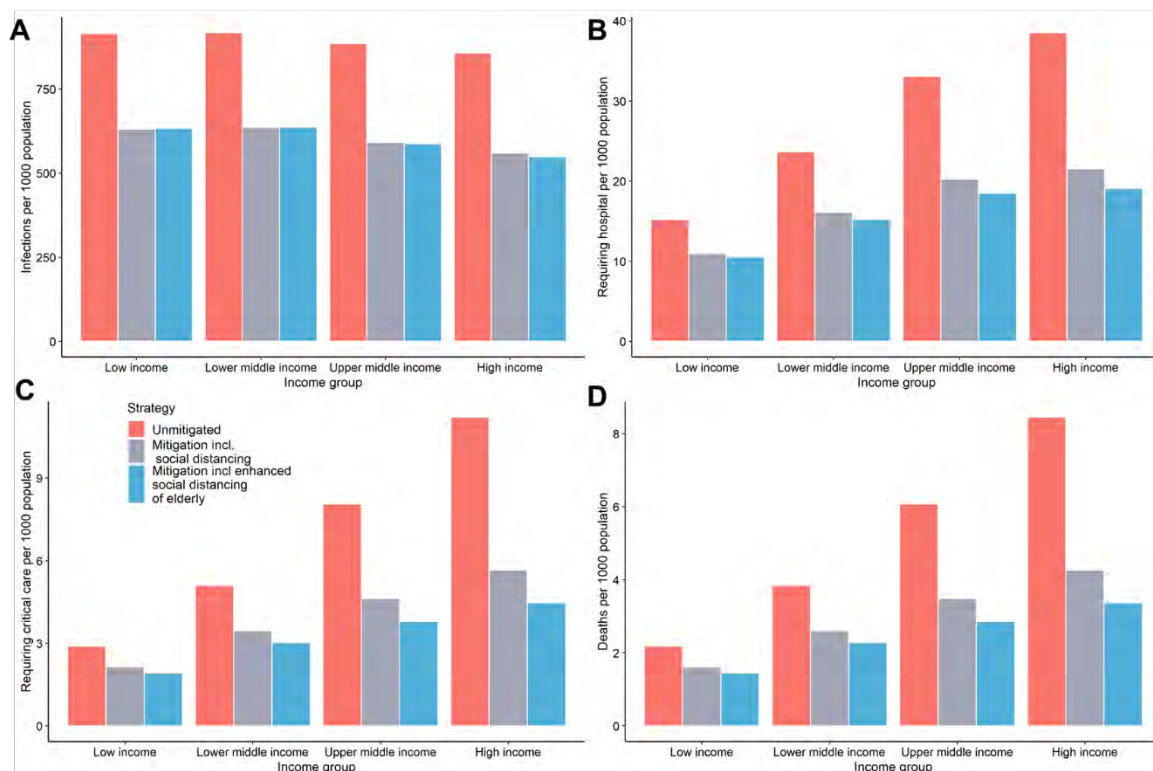 A
Infections per 1000 population
750
500
250
0
Low income Lower middle income Upper middle income High income
Income group
B
Requiring hospital per 1000 population
40
30
20
10
0
Low income Lower middle income Upper middle income High income
Income group
C
Requiring critical care per 1000 population
9
6
3
0
Strategy
Unmitigated
Mitigation incl.
social distancing
Mitigation incl enhanced
social distancing
of elderly
Low income Lower middle income Upper middle income High income
Income group
D
Deaths per 1000 population
8
6
4
2
0
Low income Lower middle income Upper middle income High income
Income group